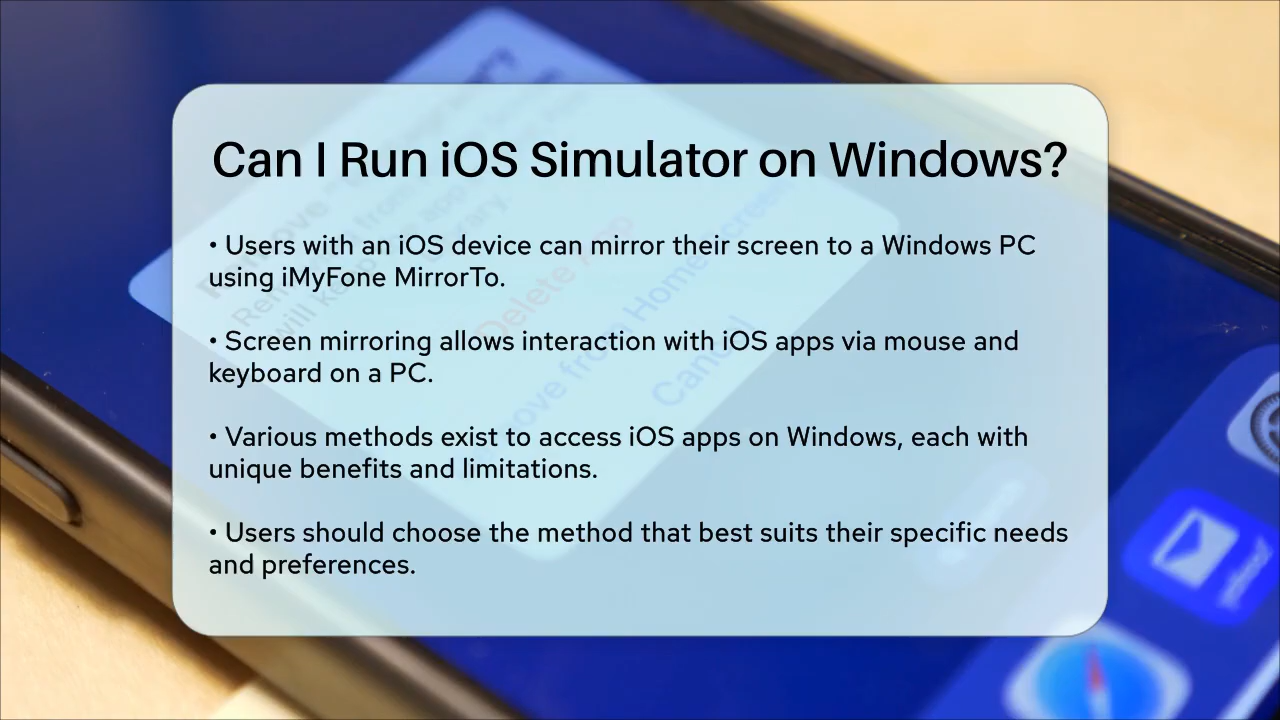 Can I Run iOS Simulator on Windows?
• Users with an iOS device can mirror their screen to a Windows PC
using iMyFone MirrorTo.
• Screen mirroring allows interaction with iOS apps via mouse and
keyboard on a PC.
• Various methods exist to access iOS apps on Windows, each with
unique benefits and limitations.
• Users should choose the method that best suits their specific needs
and preferences.
Delete App
Cancel